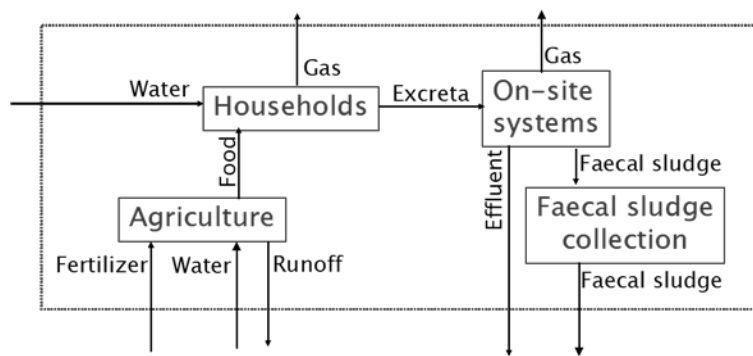 Gas
Gas
Water
Households
Excreta
On-site
systems
Food
Effluent
Faecal sludge
Agriculture
Faecal sludge
collection
Fertilizer
Water
Runoff
Faecal sludge